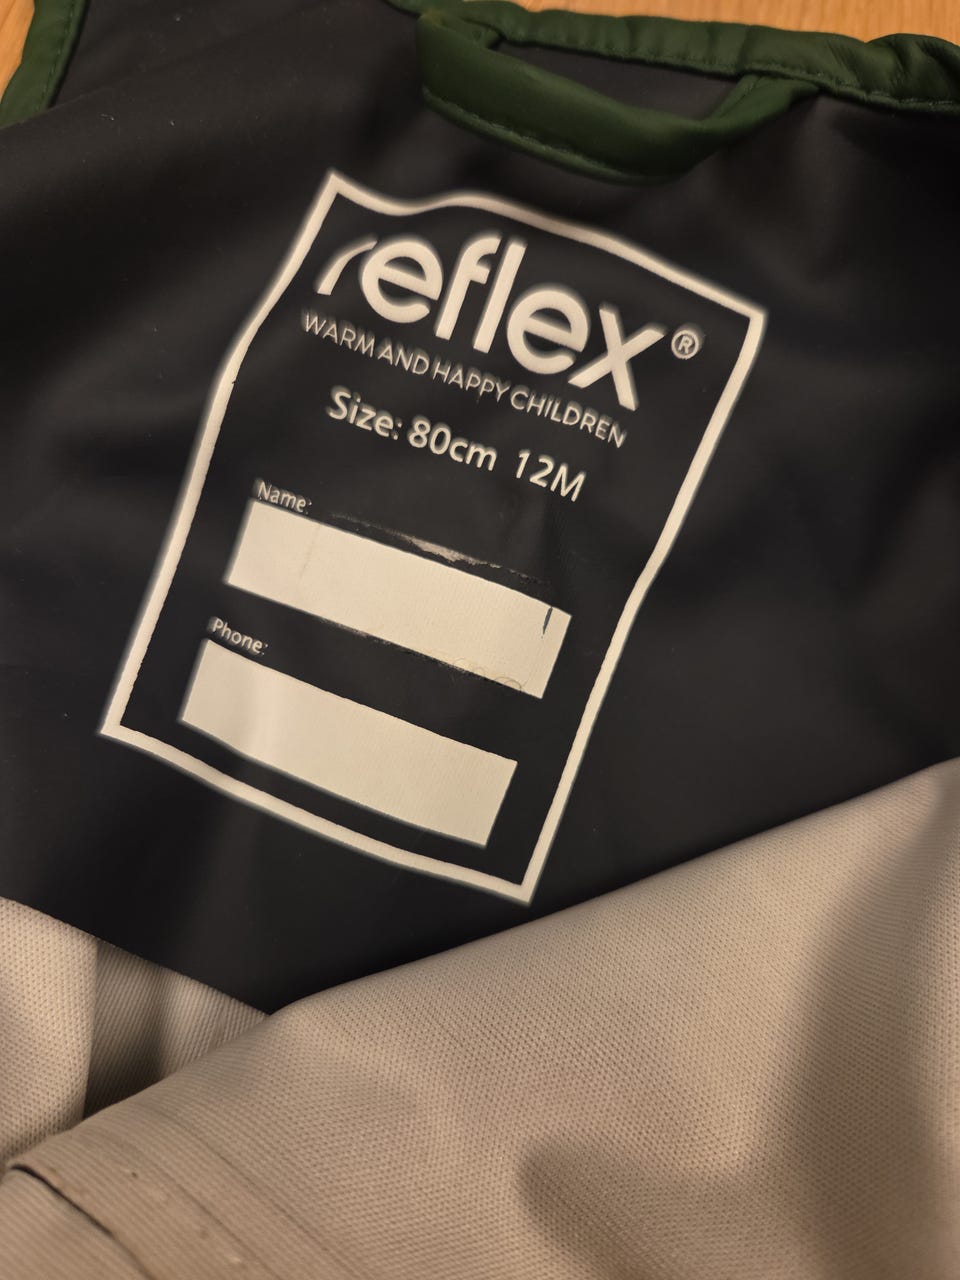 reflex®
WARM AND HAPPY CHILDREN
Size: 80cm 12M
Name:
Phone: